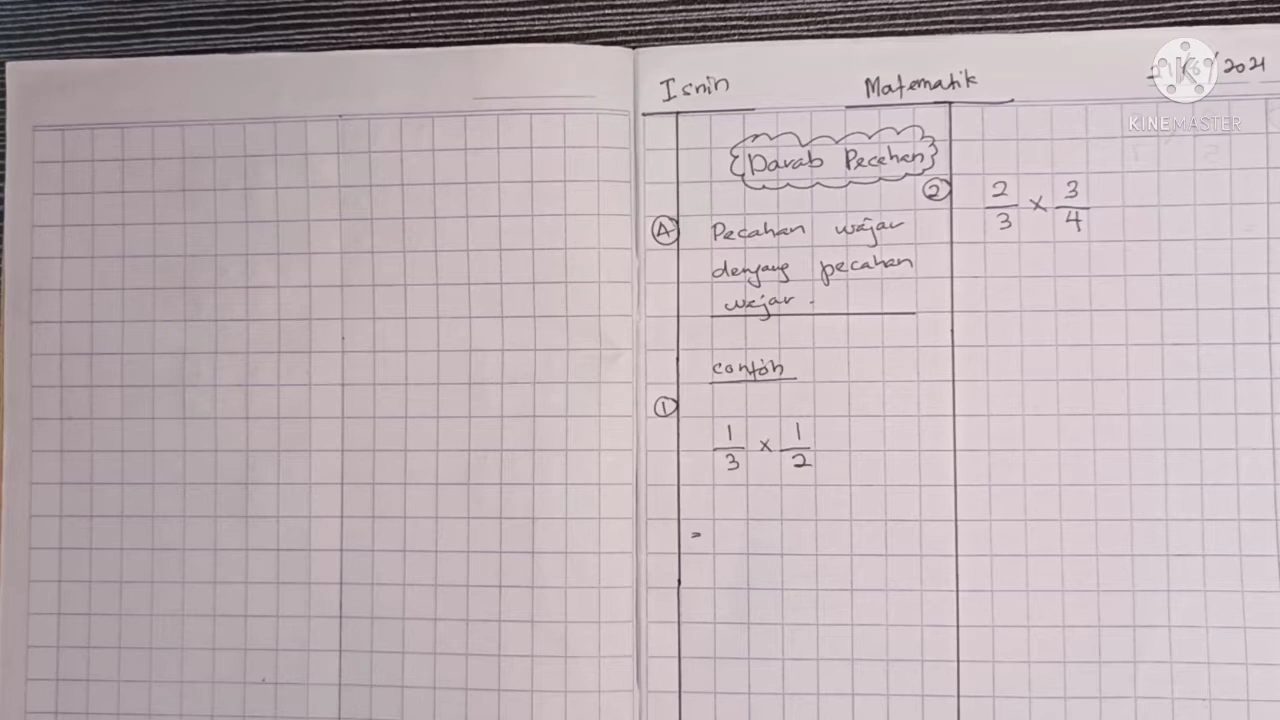 Isnin
Matematik
/2021
KINEMASTER
Darab Pecahan
A Pecahan wajar
dengang pecahan
wajar.
contoh
1
1/3 × 1/2
=
2
2/3 × 3/4